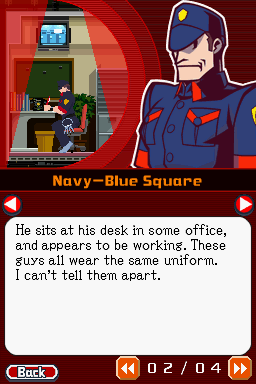 Navy-Blue Square
He sits at his desk in some office,
and appears to be working. These
guys all wear the same uniform.
I can't tell them apart.
Back
02/04